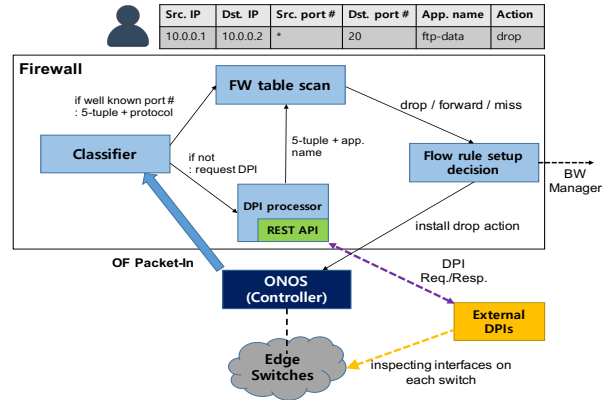 Src. IP Dst. IP Src. port # Dst. port # App. name Action
10.0.0.1 10.0.0.2 * 20 ftp-data drop
Firewall
FW table scan
if well known port #
: 5-tuple + protocol
drop / forward / miss
Classifier
5-tuple + app.
name
if not
: request DPI
Flow rule setup
decision
BW
Manager
DPI processor
REST API
install drop action
OF Packet-In
DPI
Req./Resp.
ONOS
(Controller)
External
DPIs
Edge
Switches
inspecting interfaces on
each switch